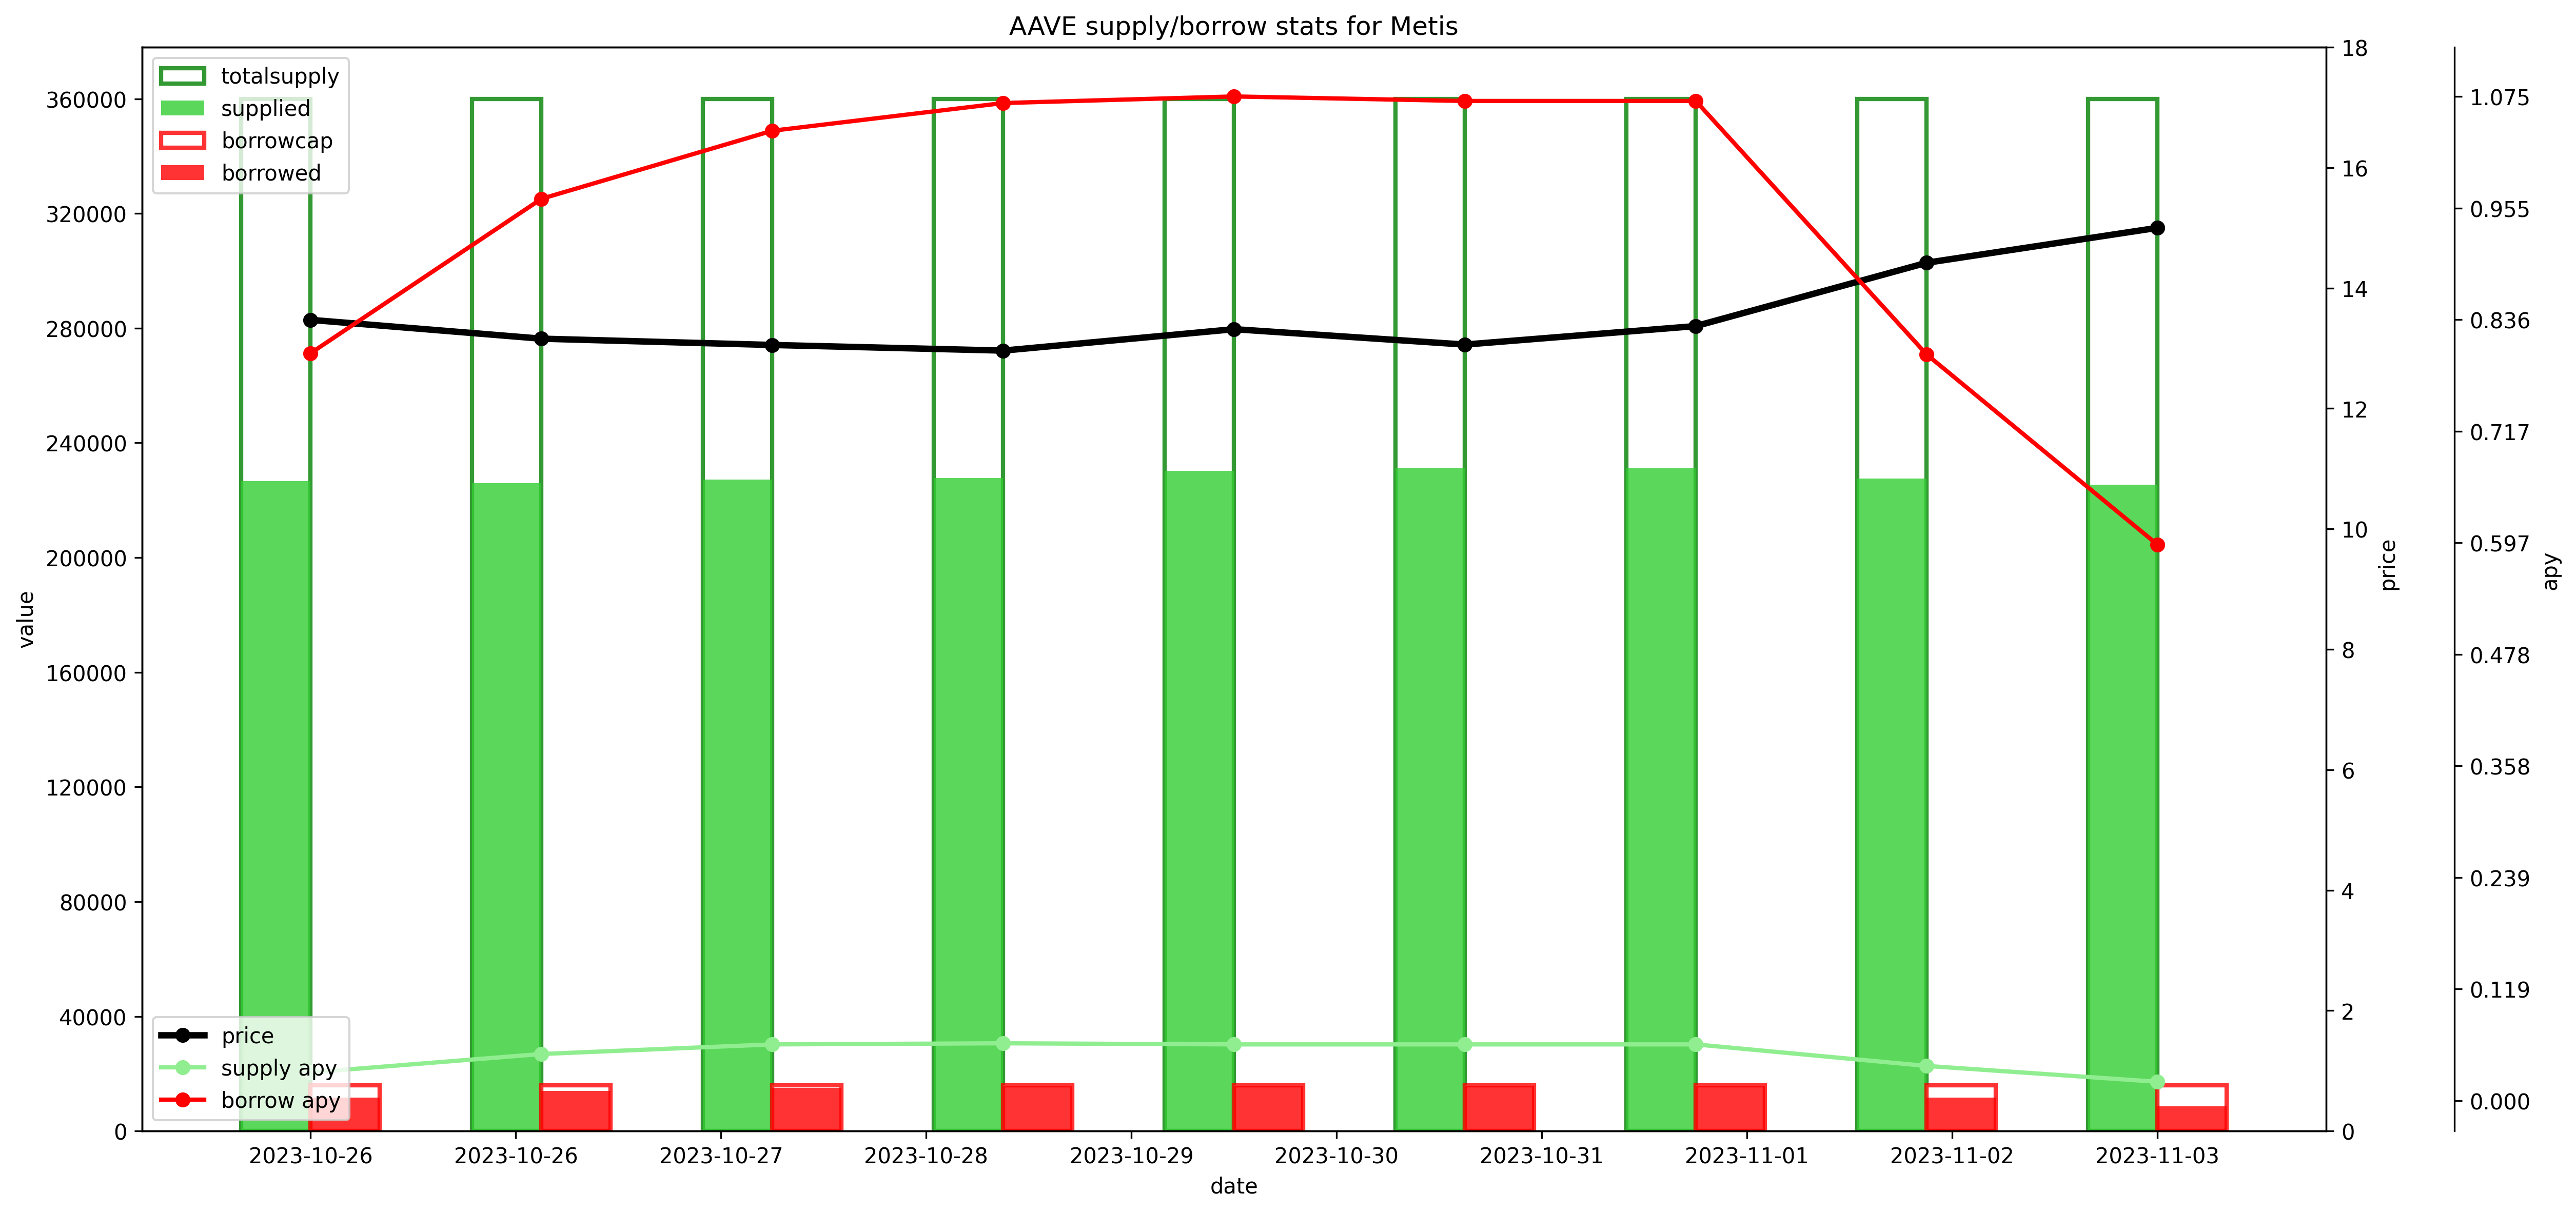 AAVE supply/borrow stats for Metis
totalsupply
supplied
borrowcap
borrowed
360000
320000
280000
240000
200000
160000
120000
80000
40000
0
value
price
supply apy
borrow apy
18
16
14
12
10
8
6
4
2
0
price
1.075
0.955
0.836
0.717
0.597
0.478
0.358
0.239
0.119
0.000
apy
2023-10-26 2023-10-26 2023-10-27 2023-10-28 2023-10-29 2023-10-30 2023-10-31 2023-11-01 2023-11-02 2023-11-03
date